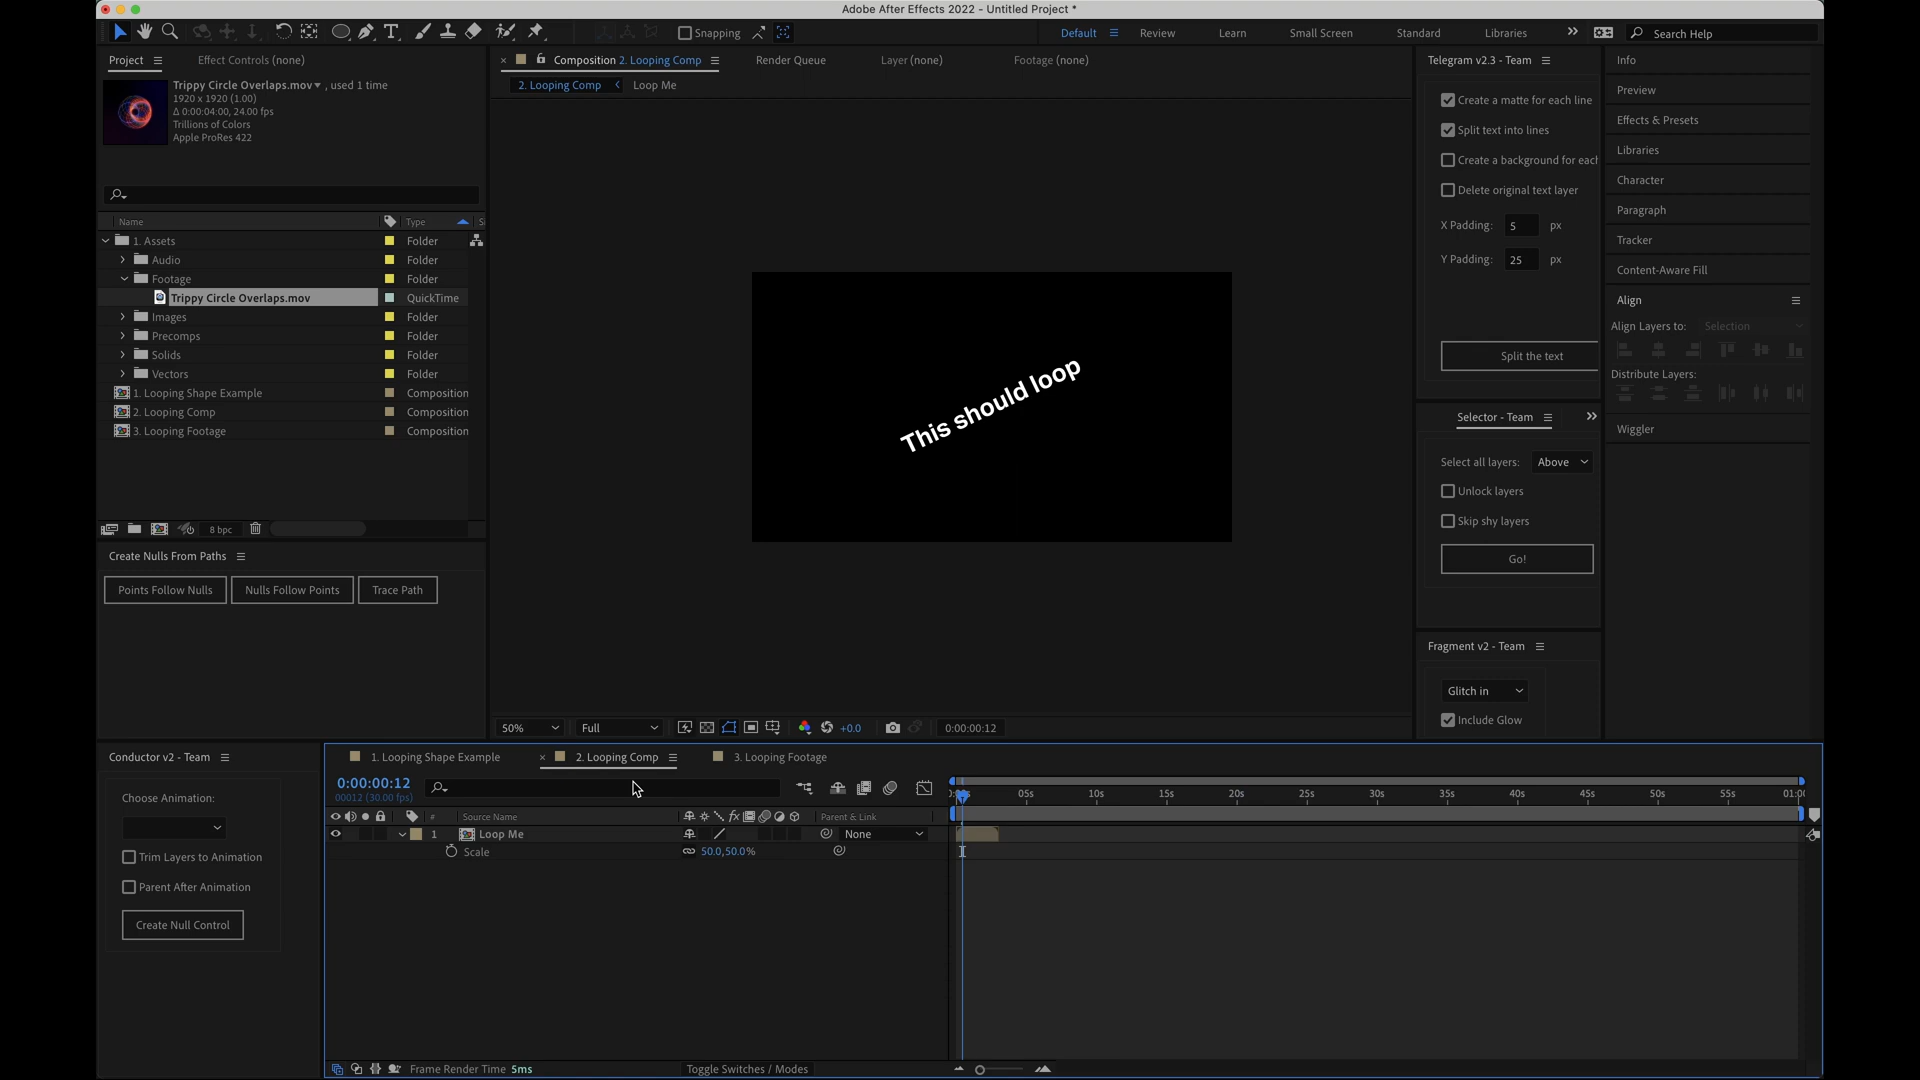 Adobe After Effects 2022 - Untitled Project *
Snapping
Default
Review
Learn
Small Screen
Standard
Libraries
Search Help
Project
Effect Controls (none)
Trippy Circle Overlaps.mov , used 1 time
1920 x 1920 (1.00)
Δ 0:00:04:00, 24.00 fps
Trillions of Colors
Apple ProRes 422
Name
Type
1. Assets Folder
Audio Folder
Footage Folder
Trippy Circle Overlaps.mov QuickTime
Images Folder
Precomps Folder
Solids Folder
Vectors Folder
1. Looping Shape Example Composition
2. Looping Comp Composition
3. Looping Footage Composition
8 bpc
Create Nulls From Paths
Points Follow Nulls
Nulls Follow Points
Trace Path
Composition 2. Looping Comp
Render Queue
Layer (none)
Footage (none)
2. Looping Comp
Loop Me
This should loop
50%
Full
+0.0
0:00:00:12
Telegram v2.3 - Team
Create a matte for each line
Split text into lines
Create a background for each
Delete original text layer
X Padding: 5 px
Y Padding: 25 px
Split the text
Selector - Team
Select all layers: Above
Unlock layers
Skip shy layers
Go!
Fragment v2 - Team
Glitch in
Include Glow
Info
Preview
Effects & Presets
Libraries
Character
Paragraph
Tracker
Content-Aware Fill
Align
Align Layers to: Selection
Distribute Layers:
Wiggler
Conductor v2 - Team
Choose Animation:
Trim Layers to Animation
Parent After Animation
Create Null Control
1. Looping Shape Example
2. Looping Comp
3. Looping Footage
0:00:00:12
00012 (30.00 fps)
05s 10s 15s 20s 25s 30s 35s 40s 45s 50s 55s
# Source Name
Parent & Link
1 Loop Me
None
Scale
50.0,50.0%
Frame Render Time 5ms
Toggle Switches / Modes